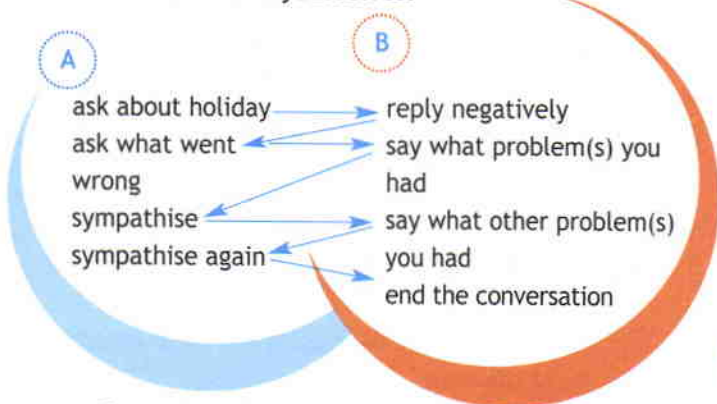 A
B
ask about holiday
reply negatively
ask what went
wrong
say what problem(s) you
had
sympathise
say what other problem(s)
you had
sympathise again
end the conversation